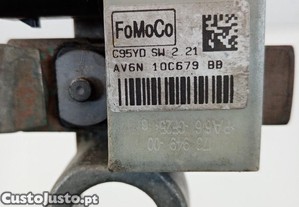 FoMoCo
C95YD SW 2.21
AV6N 10C679 BB
CustoJusto.pt